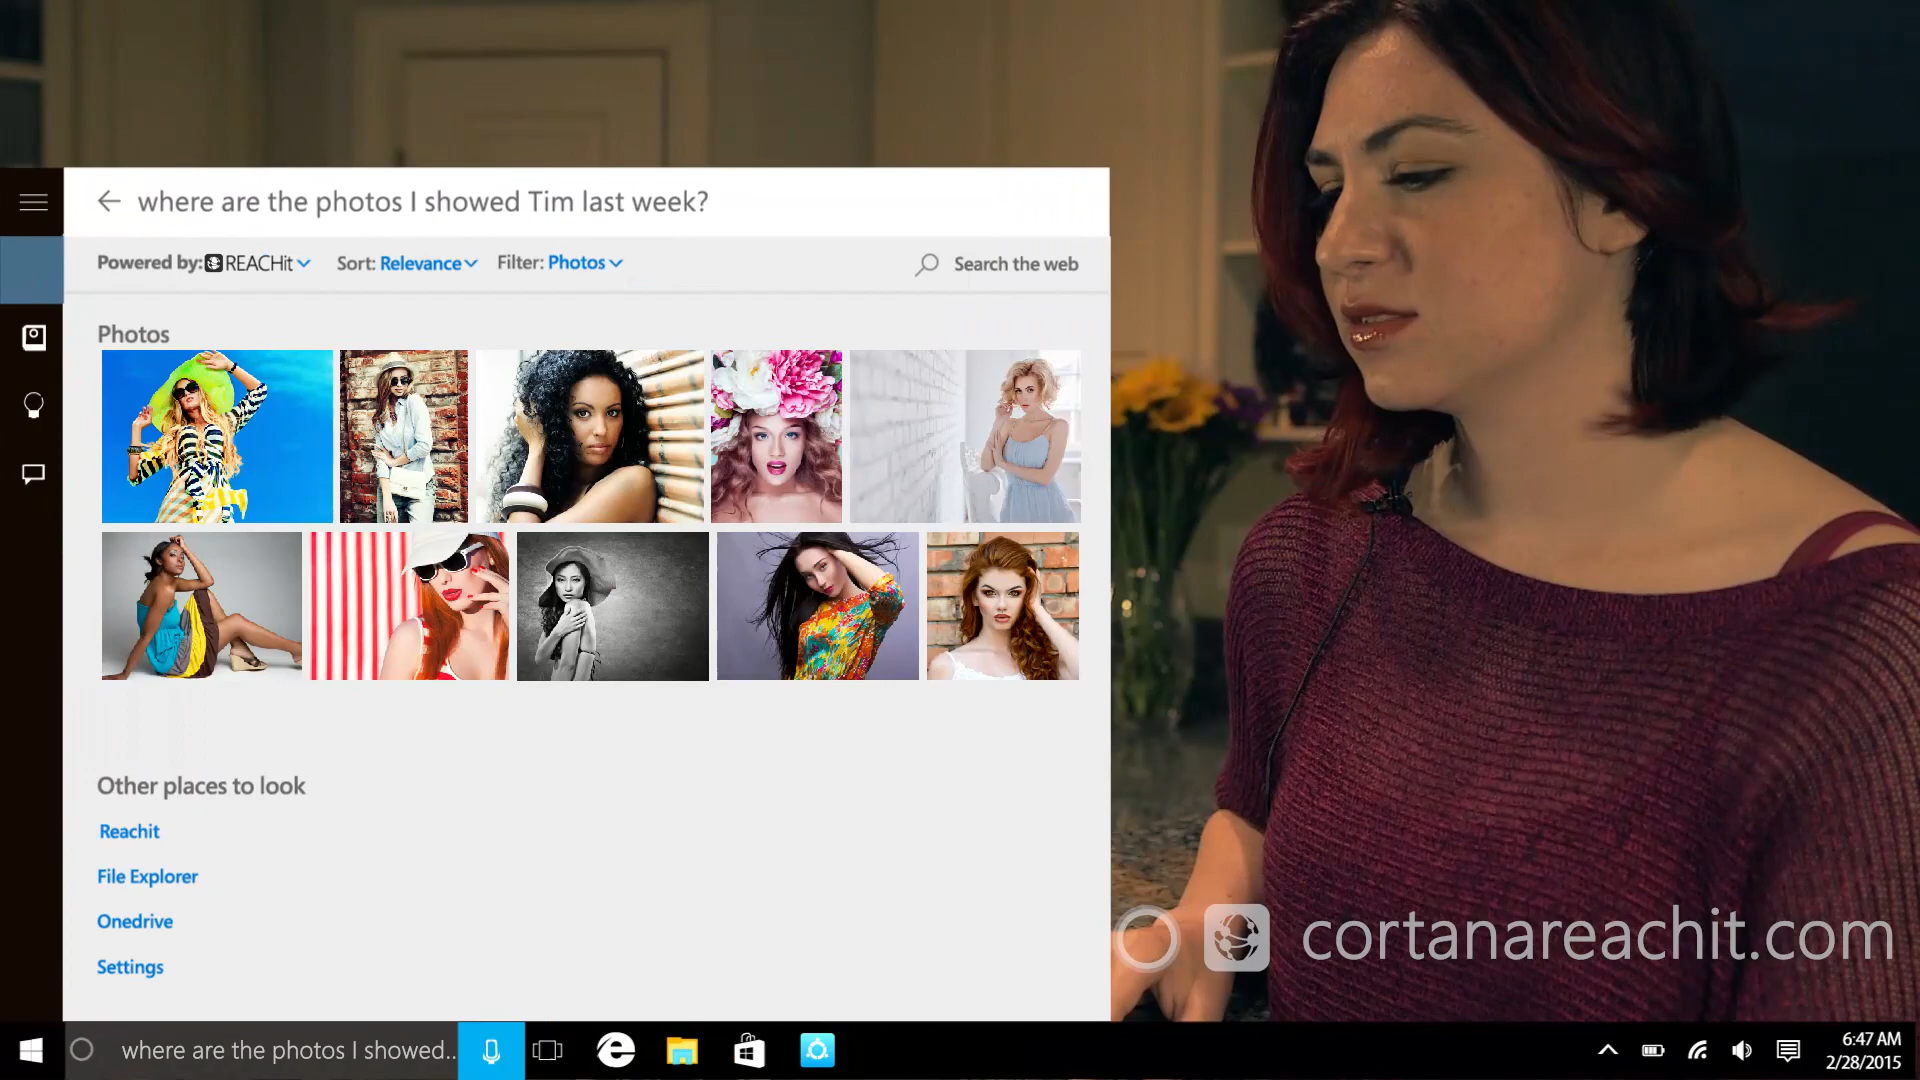 where are the photos I showed Tim last week?
Powered by: REACHit Sort: Relevance Filter: Photos Search the web
Photos
Other places to look
Reachit
File Explorer
Onedrive
Settings
cortanareachit.com
where are the photos I showed..
6:47 AM
2/28/2015